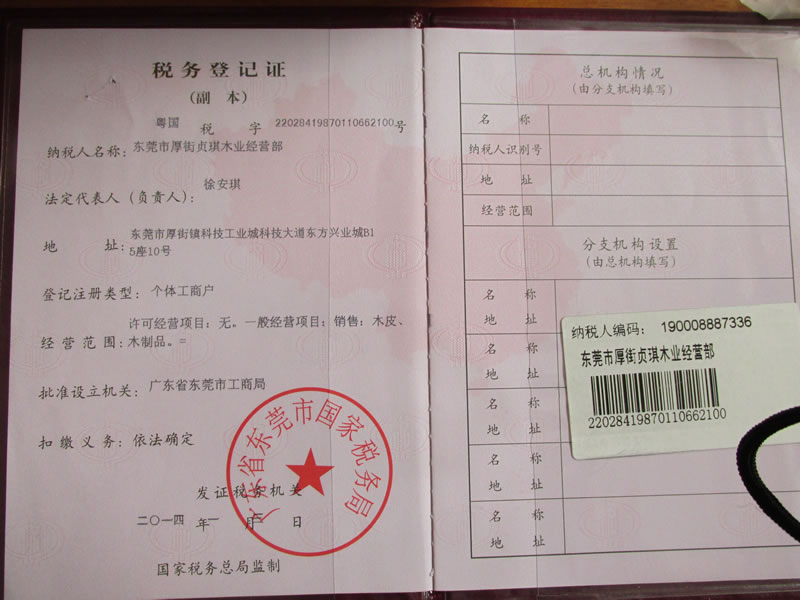 税务登记证
(副 本)
粤国 税 字 22028419870110662100号
纳税人名称: 东莞市厚街贞琪木业经营部
法定代表人(负责人): 徐安琪
地 址: 东莞市厚街镇科技工业城科技大道东方兴业城B1
5座10号
登记注册类型: 个体工商户
许可经营项目:无。一般经营项目:销售:木皮、
经营范围: 木制品。=
批准设立机关: 广东省东莞市工商局
扣缴义务: 依法确定
广东省东莞市国家税务局
发证税务机关
二〇一四 年 一 月 日
国家税务总局监制
总机构情况
(由分支机构填写)
名 称
纳税人识别号
地 址
经营范围
分支机构设置
(由总机构填写)
名 称
地 址
名 称
地 址
名 称
地 址
名 称
地 址
名 称
地 址
纳税人编码: 190008887336
东莞市厚街贞琪木业经营部
22028419870110662100